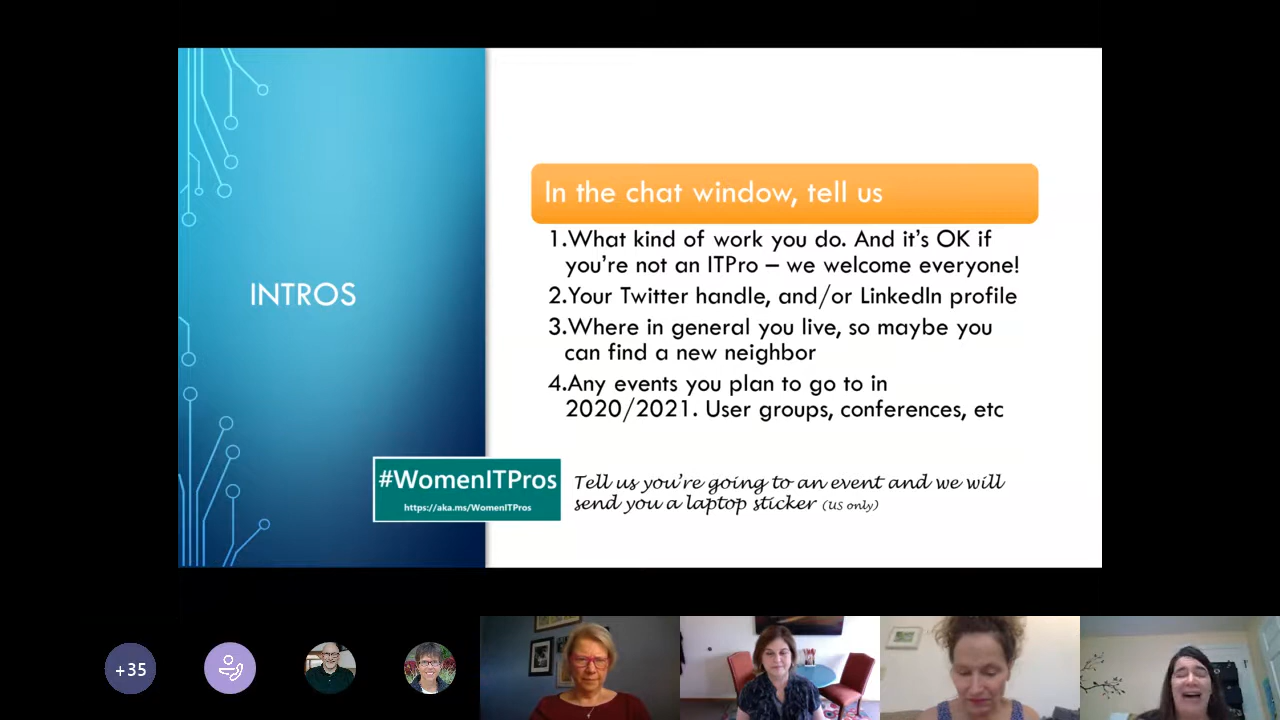 INTROS
In the chat window, tell us
1.What kind of work you do. And it's OK if
you're not an ITPro – we welcome everyone!
2.Your Twitter handle, and/or LinkedIn profile
3.Where in general you live, so maybe you
can find a new neighbor
4.Any events you plan to go to in
2020/2021. User groups, conferences, etc
#WomenITPros
https://aka.ms/WomenITPros
Tell us you're going to an event and we will
send you a laptop sticker (US only)
+35